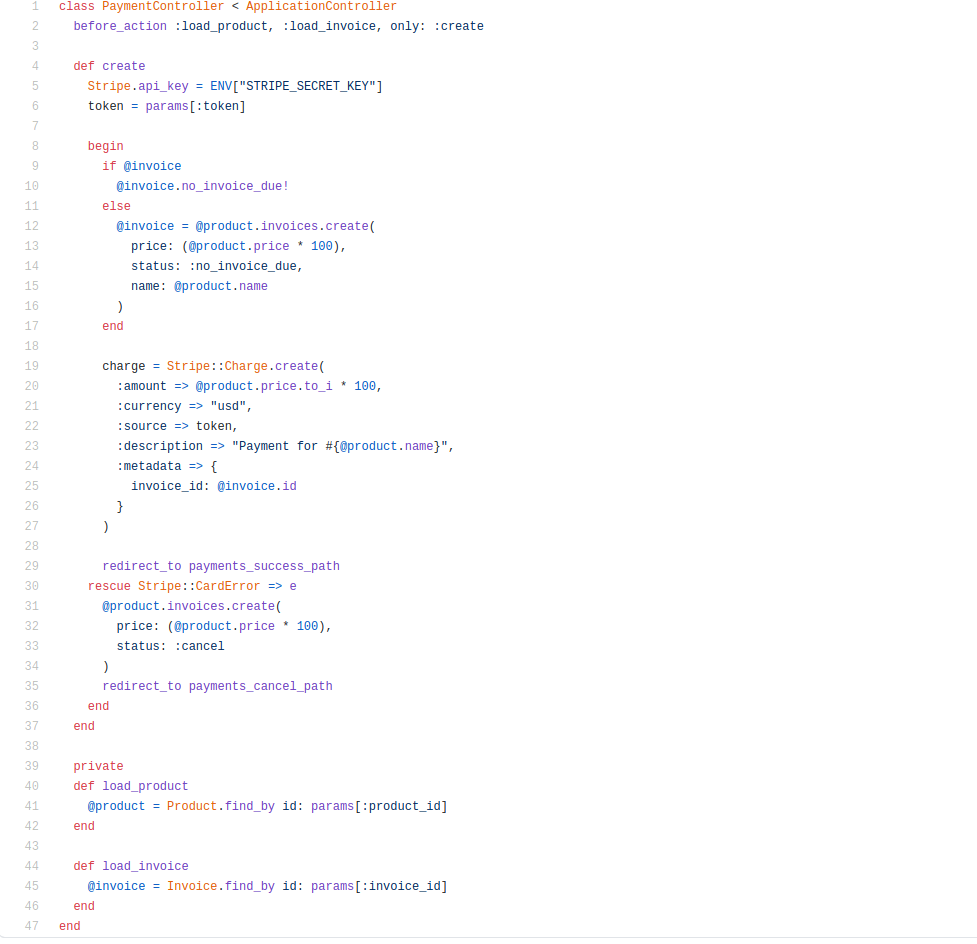 1 class PaymentController < ApplicationController
2   before_action :load_product, :load_invoice, only: :create
3
4   def create
5     Stripe.api_key = ENV["STRIPE_SECRET_KEY"]
6     token = params[:token]
7
8     begin
9       if @invoice
10         @invoice.no_invoice_due!
11       else
12         @invoice = @product.invoices.create(
13           price: (@product.price * 100),
14           status: :no_invoice_due,
15           name: @product.name
16         )
17       end
18
19       charge = Stripe::Charge.create(
20         :amount => @product.price.to_i * 100,
21         :currency => "usd",
22         :source => token,
23         :description => "Payment for #{@product.name}",
24         :metadata => {
25           invoice_id: @invoice.id
26         }
27       )
28
29       redirect_to payments_success_path
30     rescue Stripe::CardError => e
31       @product.invoices.create(
32         price: (@product.price * 100),
33         status: :cancel
34       )
35       redirect_to payments_cancel_path
36     end
37   end
38
39   private
40   def load_product
41     @product = Product.find_by id: params[:product_id]
42   end
43
44   def load_invoice
45     @invoice = Invoice.find_by id: params[:invoice_id]
46   end
47 end